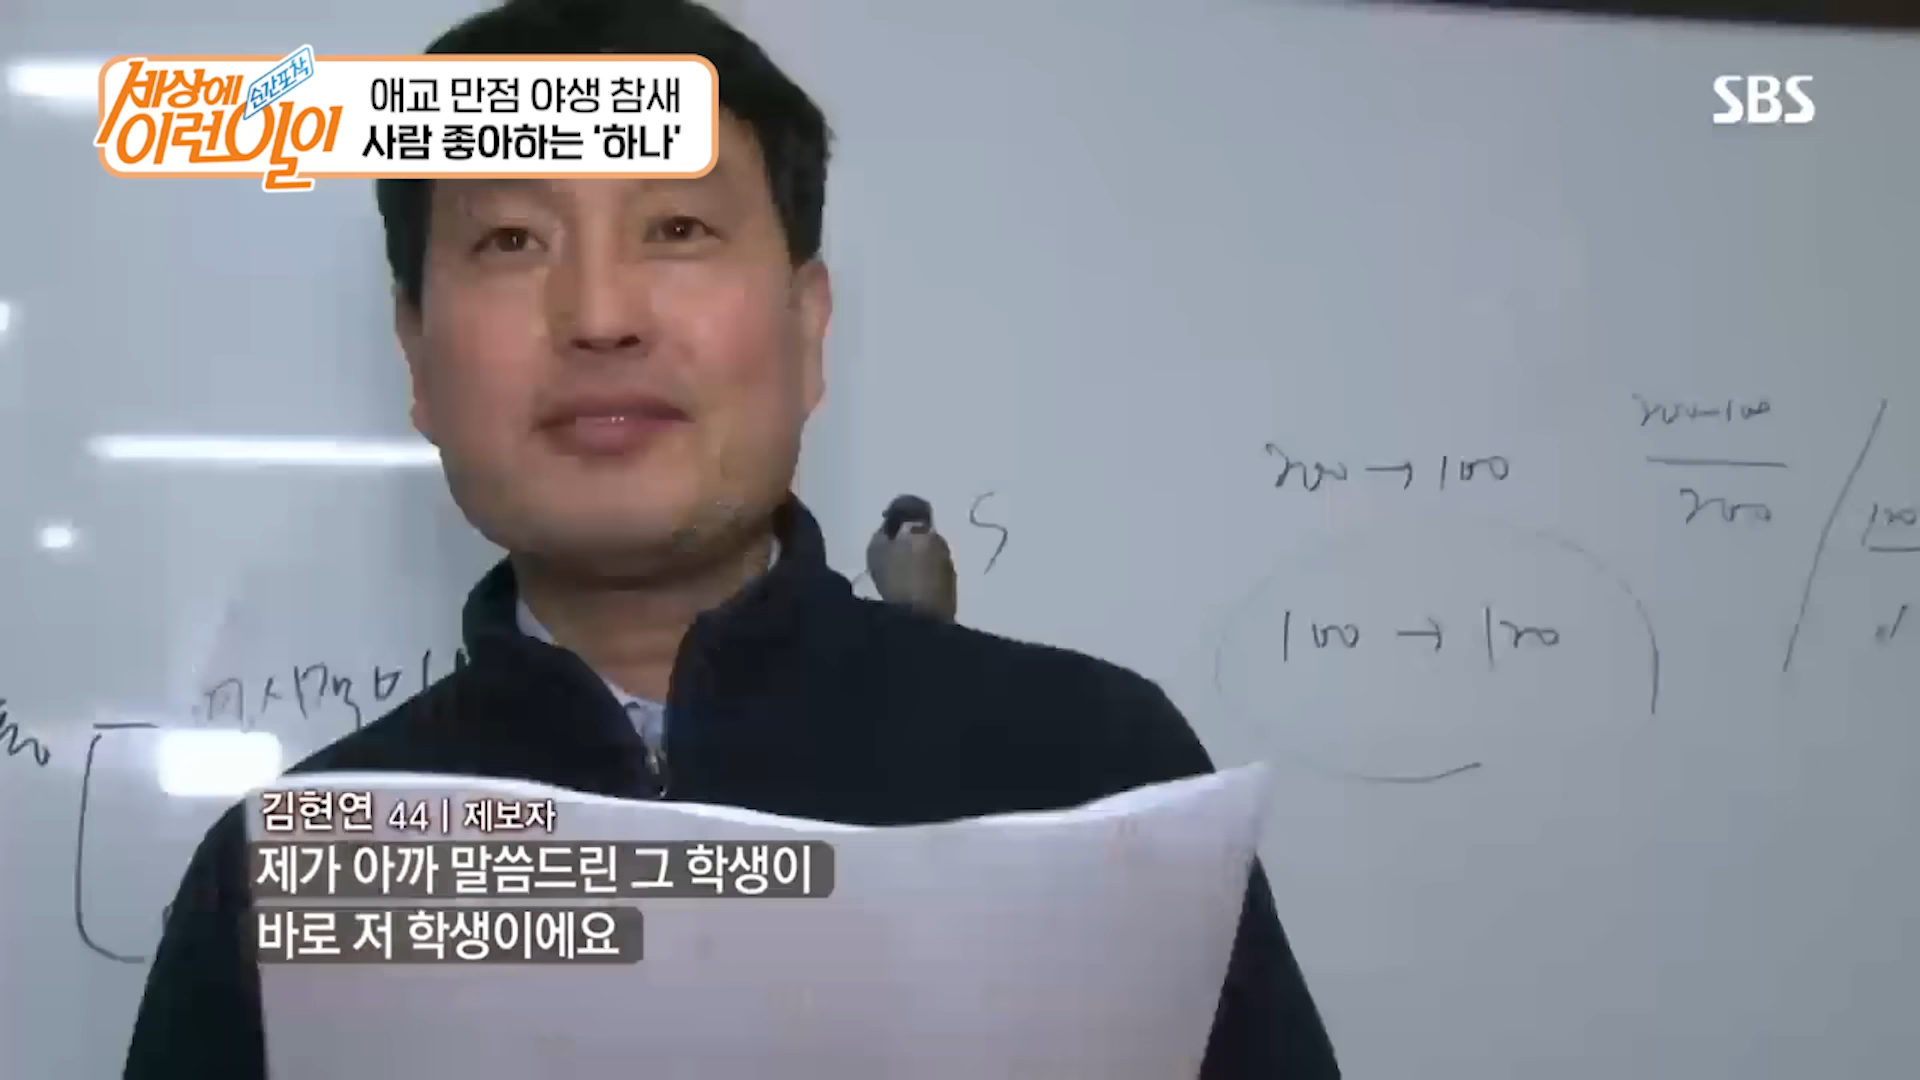 순간포착
세상에
이런일이
애교 만점 야생 참새
사람 좋아하는 ‘하나’
SBS
200-100
200
200 → 100
S
100 → 120
김현연 44 | 제보자
제가 아까 말씀드린 그 학생이
바로 저 학생이에요